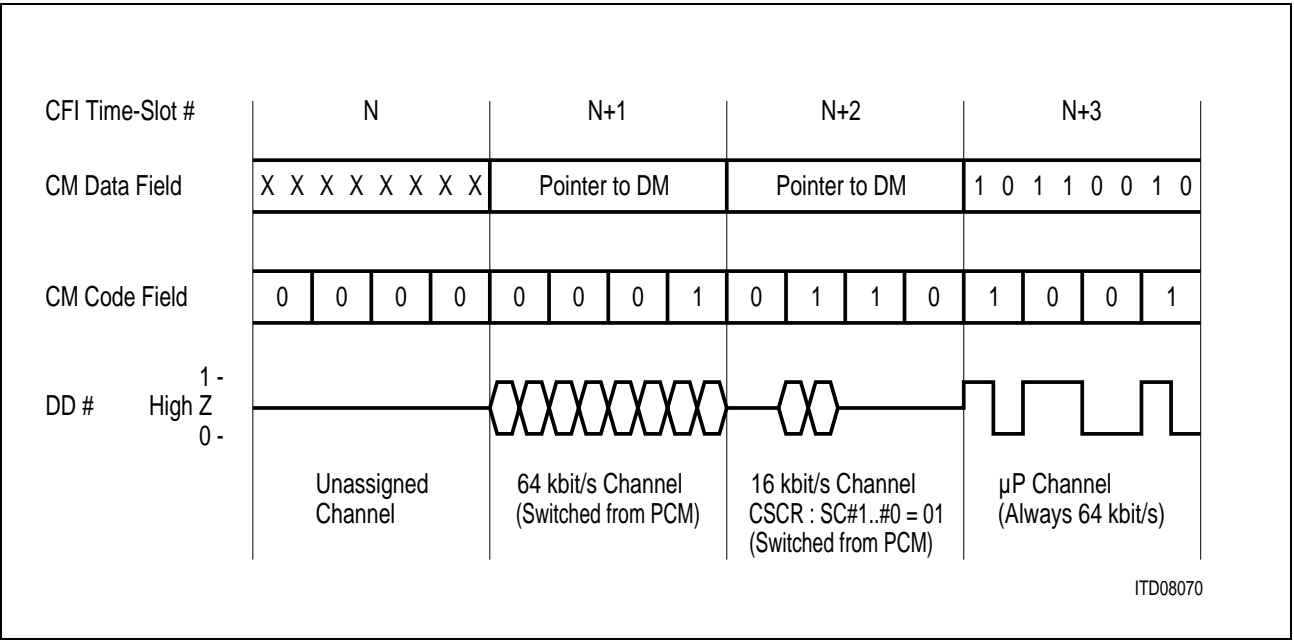 CFI Time-Slot # N N+1 N+2 N+3
CM Data Field X X X X X X X X Pointer to DM Pointer to DM 1 0 1 1 0 0 1 0
CM Code Field 0 0 0 0 0 0 0 1 0 1 1 0 1 0 0 1
1 -
DD # High Z
0 -
Unassigned 64 kbit/s Channel 16 kbit/s Channel µP Channel
Channel (Switched from PCM) CSCR : SC#1..#0 = 01 (Always 64 kbit/s)
(Switched from PCM)
ITD08070